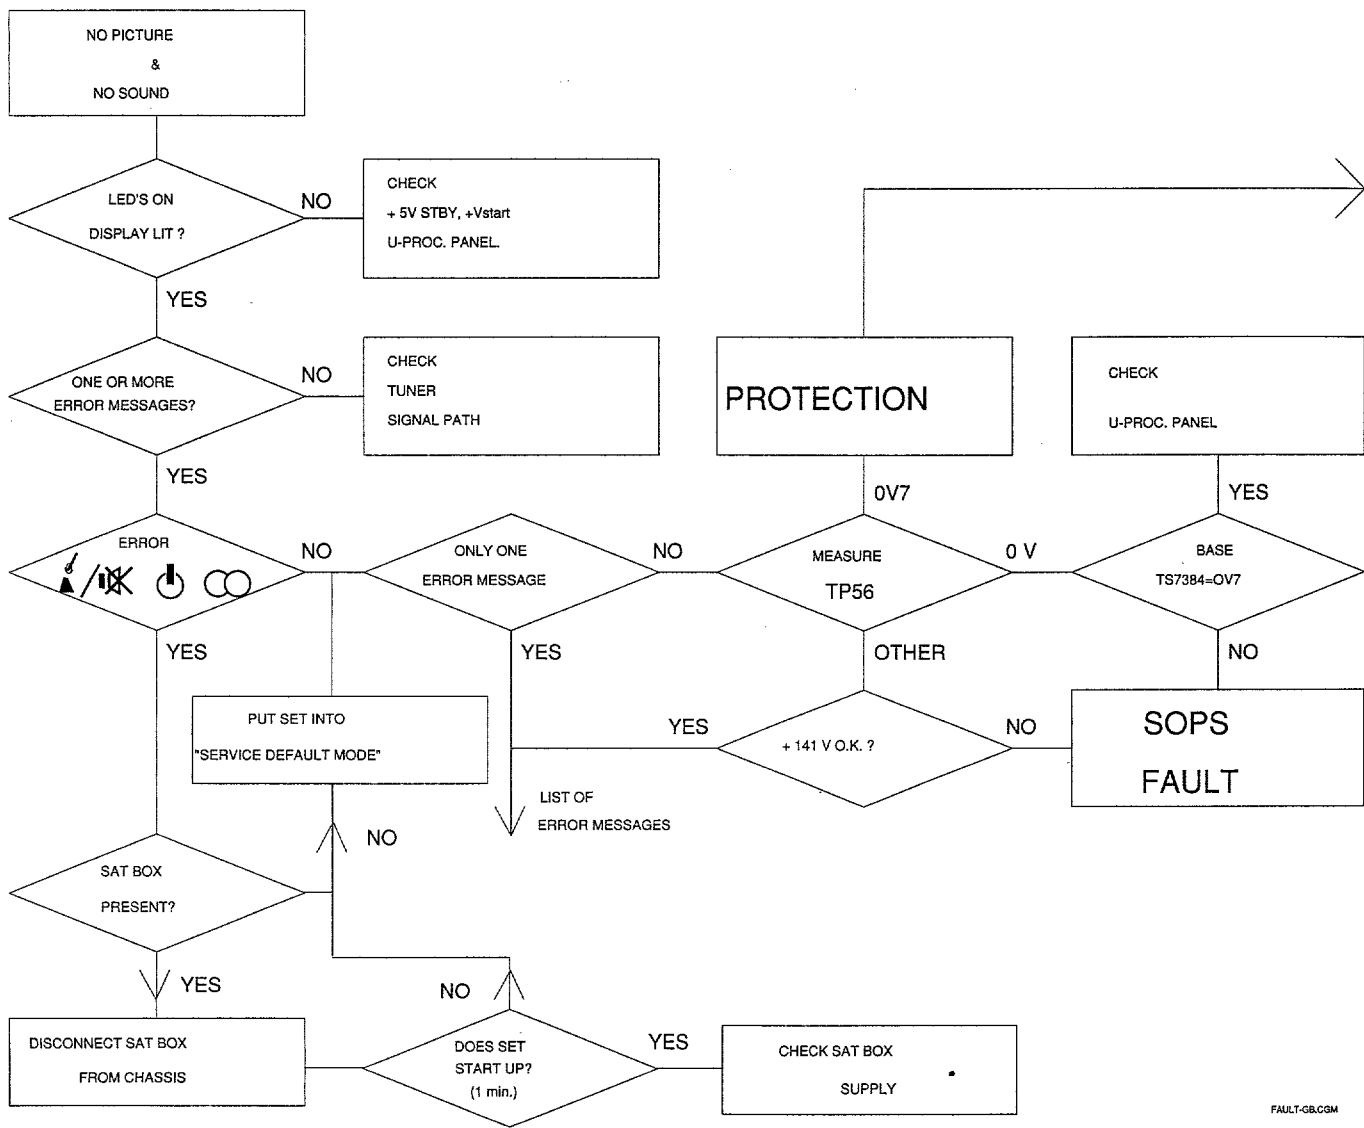 NO PICTURE
&
NO SOUND
LED'S ON
DISPLAY LIT ?
NO
CHECK
+ 5V STBY, +Vstart
U-PROC. PANEL.
YES
ONE OR MORE
ERROR MESSAGES?
NO
CHECK
TUNER
SIGNAL PATH
PROTECTION
CHECK
U-PROC. PANEL
YES
0V7
YES
ERROR
NO
ONLY ONE
ERROR MESSAGE
NO
MEASURE
TP56
0 V
BASE
TS7384=OV7
YES
YES
OTHER
NO
PUT SET INTO
"SERVICE DEFAULT MODE"
YES
+ 141 V O.K. ?
NO
SOPS
FAULT
LIST OF
ERROR MESSAGES
NO
SAT BOX
PRESENT?
YES
NO
DISCONNECT SAT BOX
FROM CHASSIS
DOES SET
START UP?
(1 min.)
YES
CHECK SAT BOX
SUPPLY
FAULT-GB.CGM